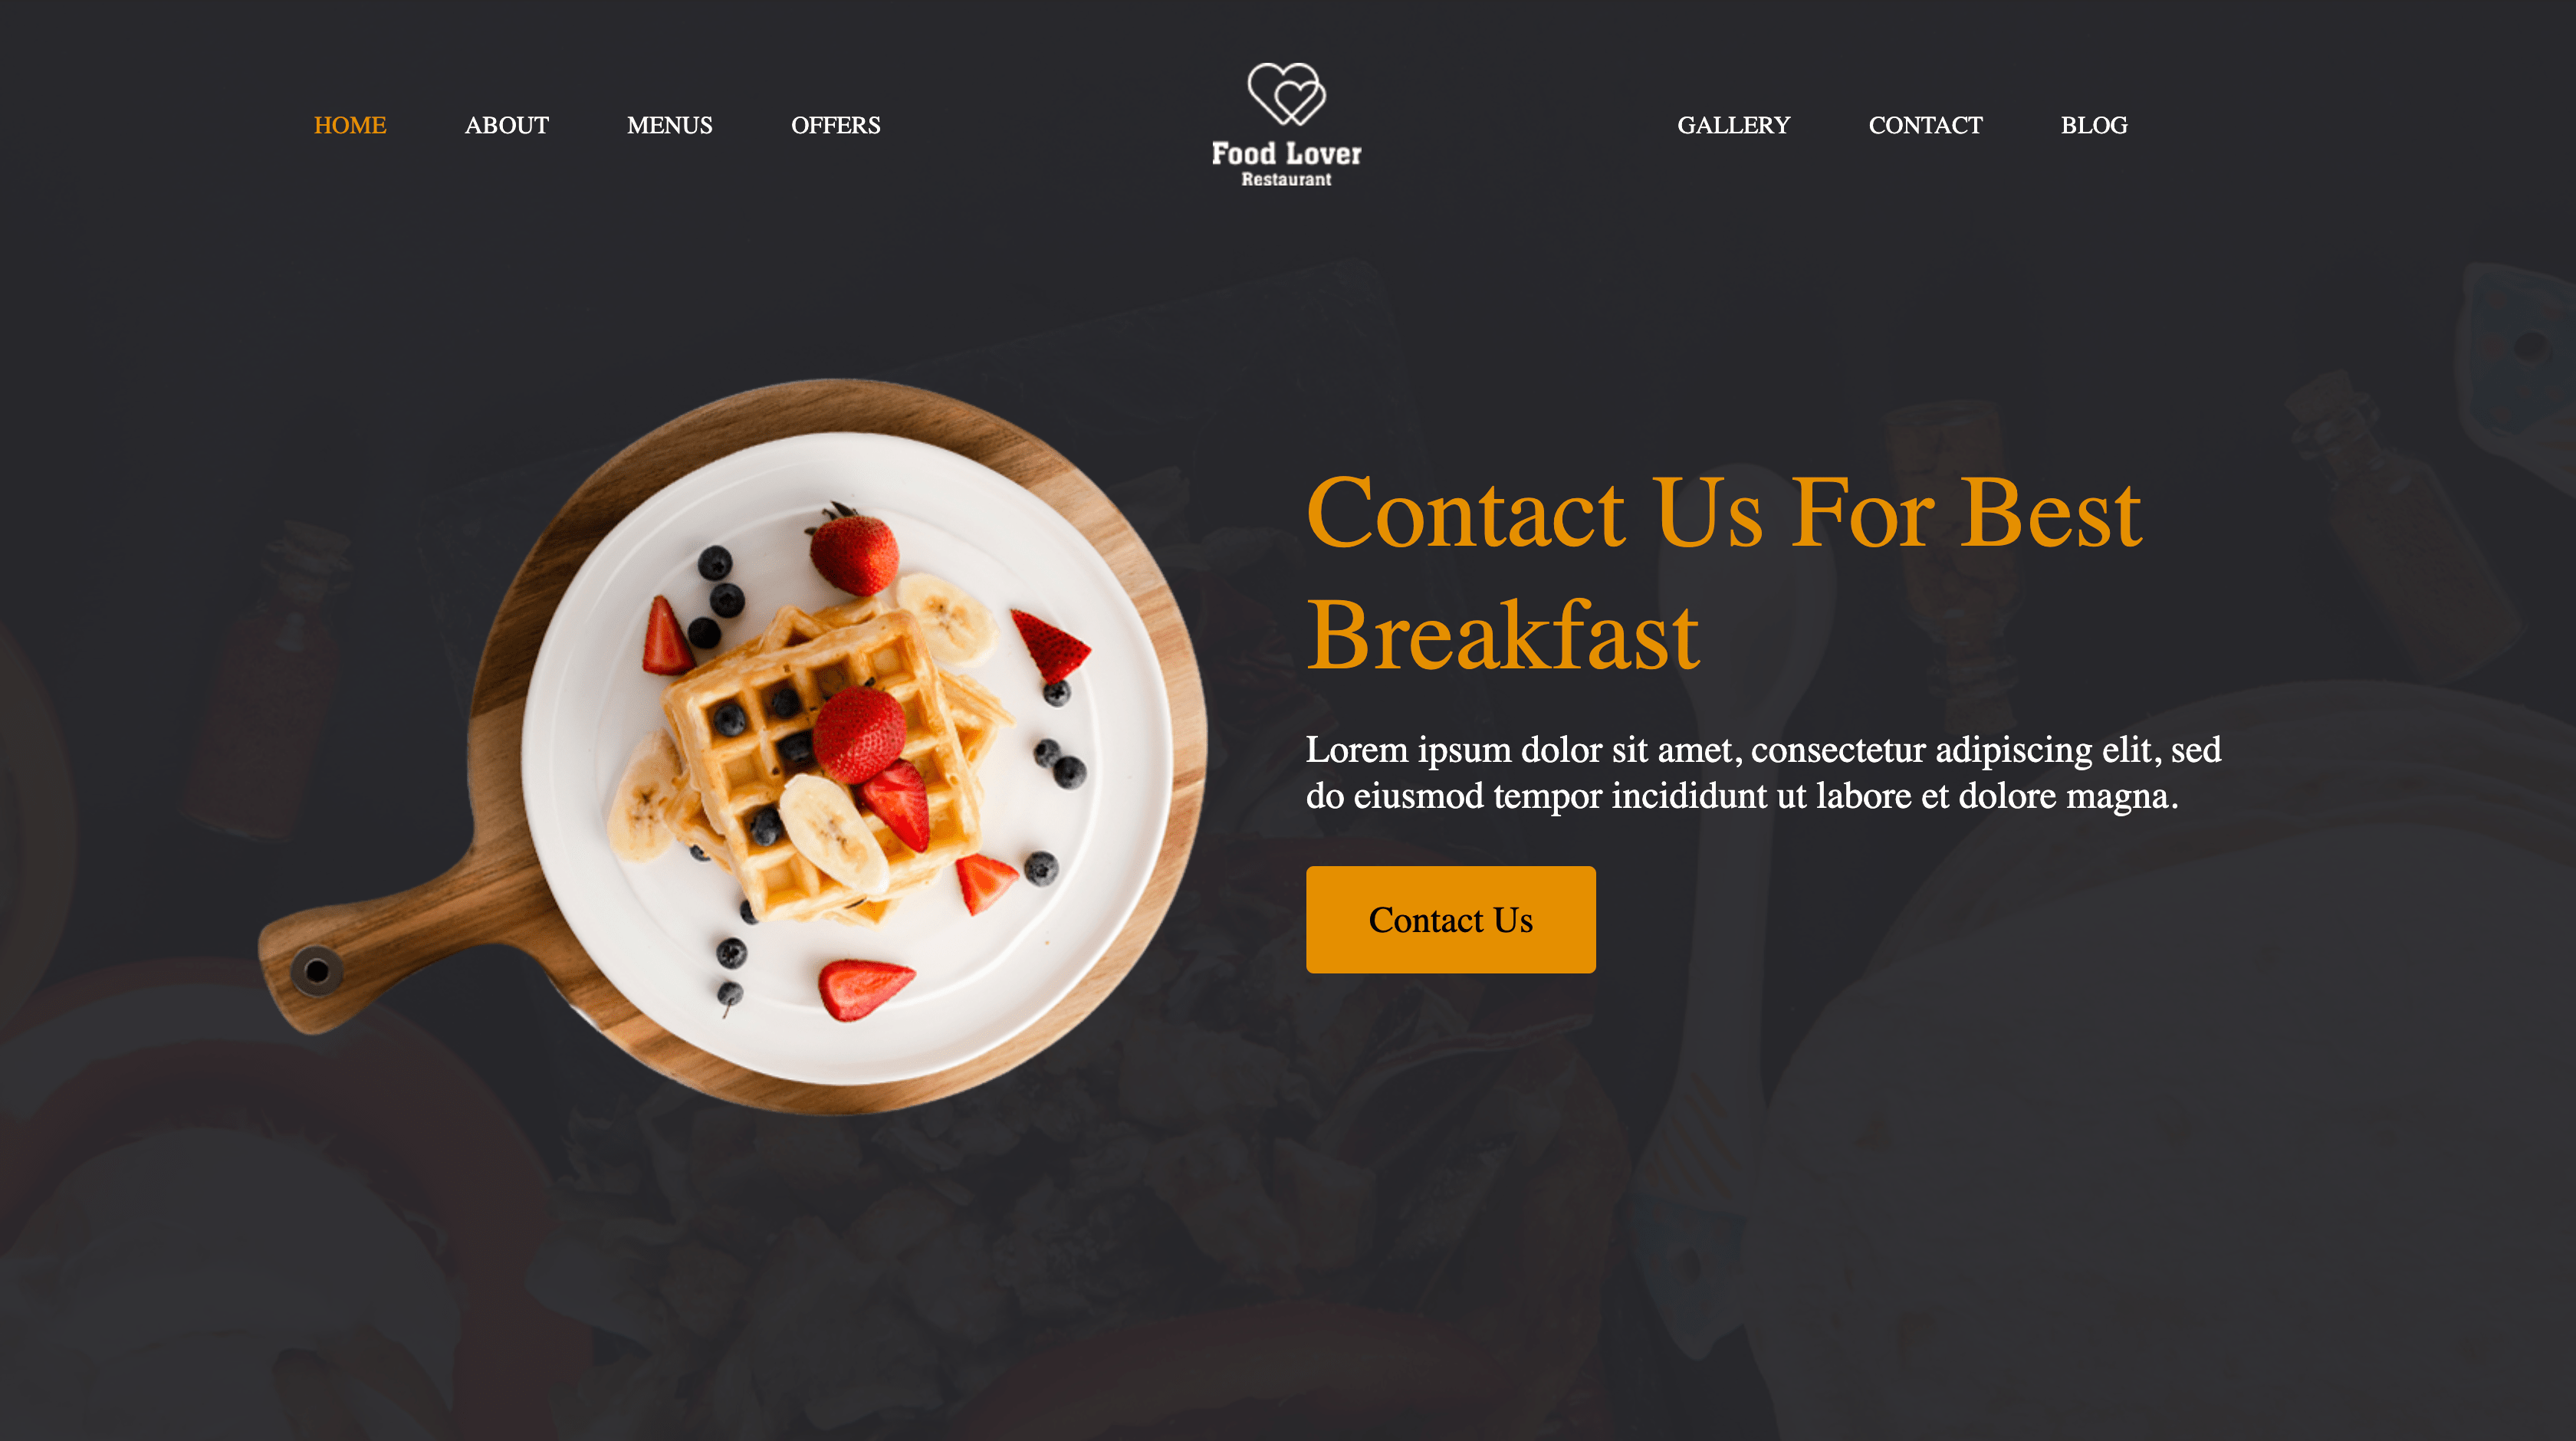 HOME ABOUT MENUS OFFERS
Food Lover
Restaurant
GALLERY CONTACT BLOG
Contact Us For Best
Breakfast
Lorem ipsum dolor sit amet, consectetur adipiscing elit, sed
do eiusmod tempor incididunt ut labore et dolore magna.
Contact Us